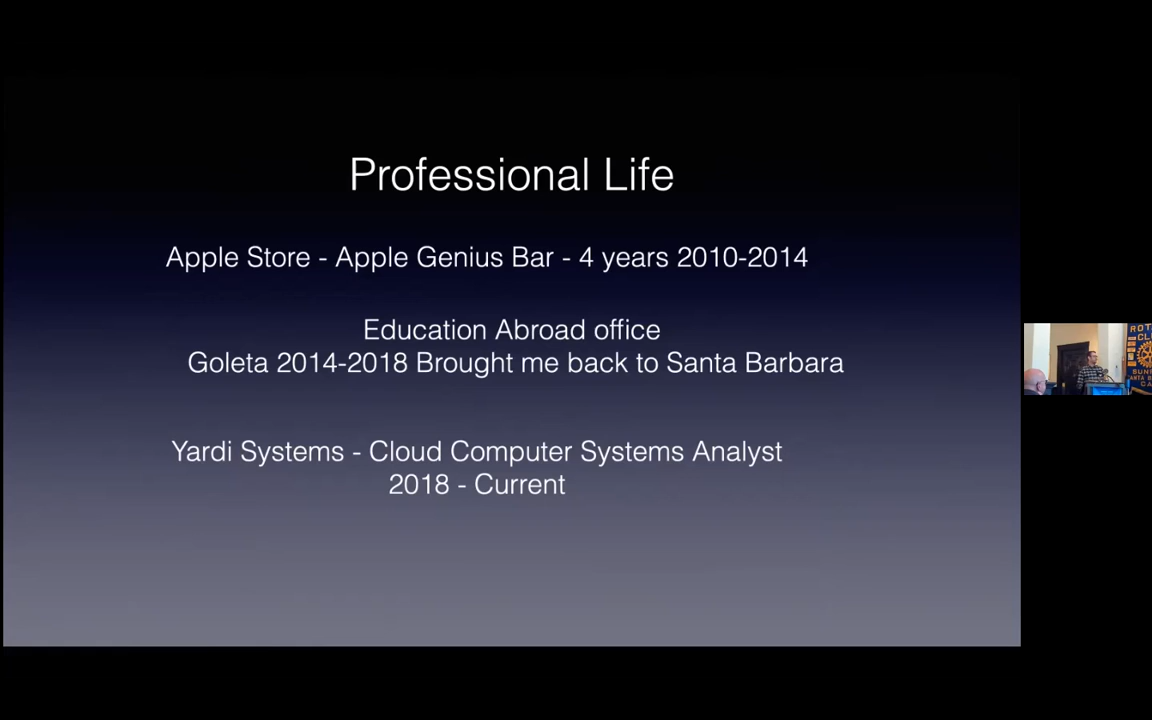 Professional Life
Apple Store - Apple Genius Bar - 4 years 2010-2014
Education Abroad office
Goleta 2014-2018 Brought me back to Santa Barbara
Yardi Systems - Cloud Computer Systems Analyst
2018 - Current